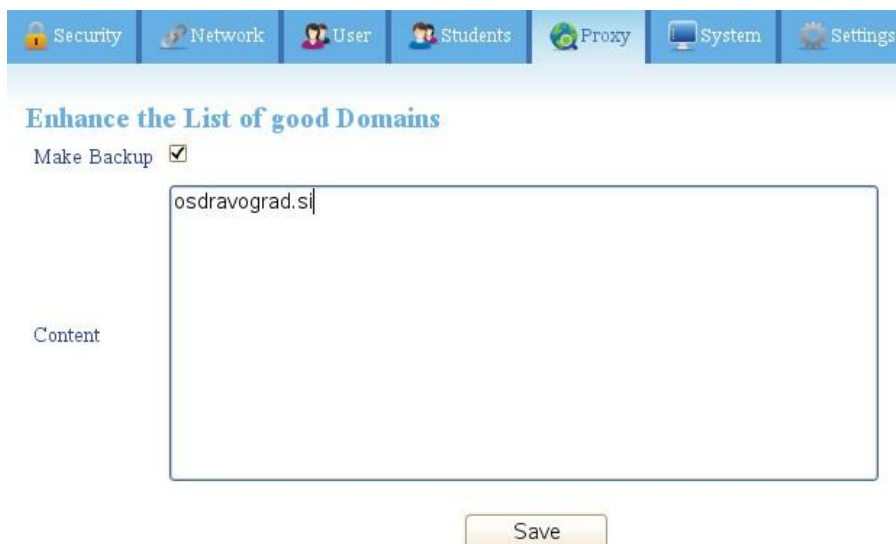 Security Network User Students Proxy System Settings
Enhance the List of good Domains
Make Backup
osdravograd.si
Content
Save